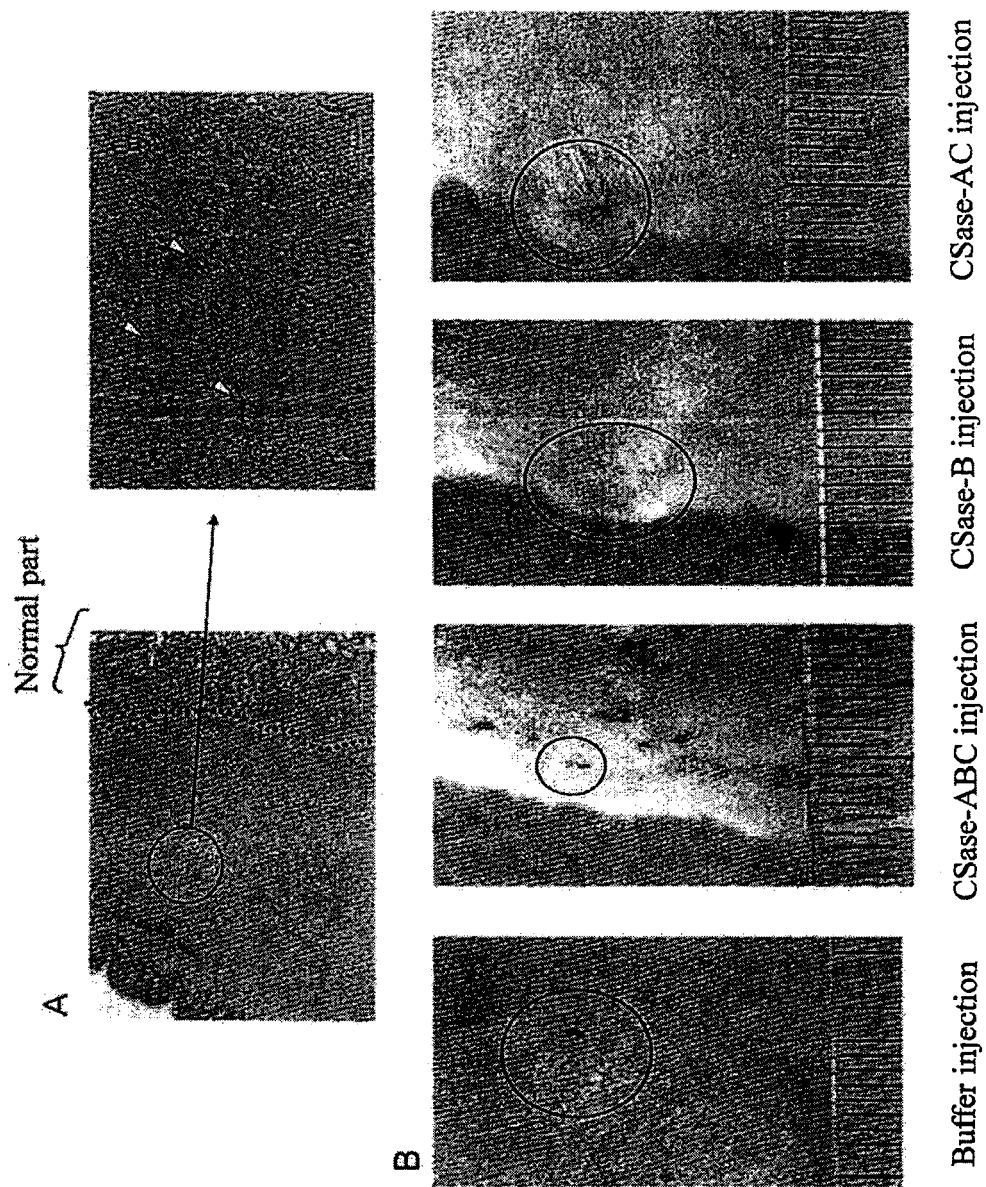 A
Normal part
B
Buffer injection
CSase-ABC injection
CSase-B injection
CSase-AC injection